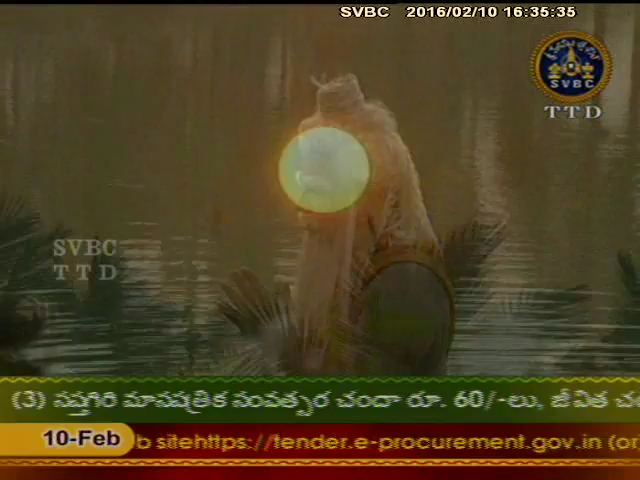 SVBC 2016/02/10 16:35:35
SVBC
TTD
SVBC
TTD
(3) సప్తగిరి మాసపత్రిక సంవత్సర చందా రూ. 60/-లు, జీవిత
10-Feb b sitehttps://tender.e-procurement.gov.in (or)